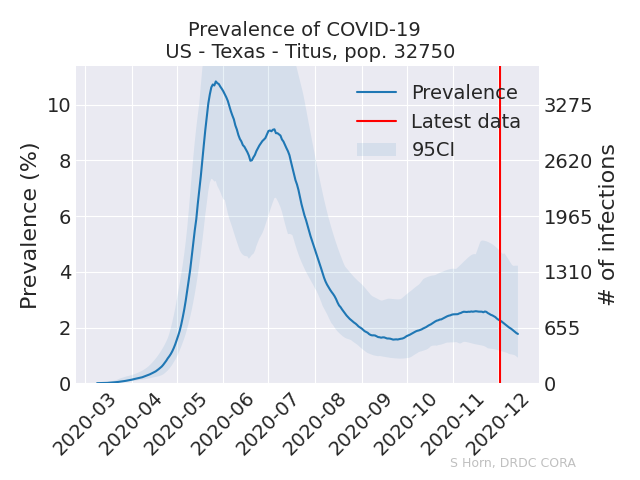 Prevalence of COVID-19
US - Texas - Titus, pop. 32750
Prevalence
Latest data
95CI
Prevalence (%)
10
8
6
4
2
0
3275
2620
1965
1310
655
0
# of infections
2020-03
2020-04
2020-05
2020-06
2020-07
2020-08
2020-09
2020-10
2020-11
2020-12
S Horn, DRDC CORA